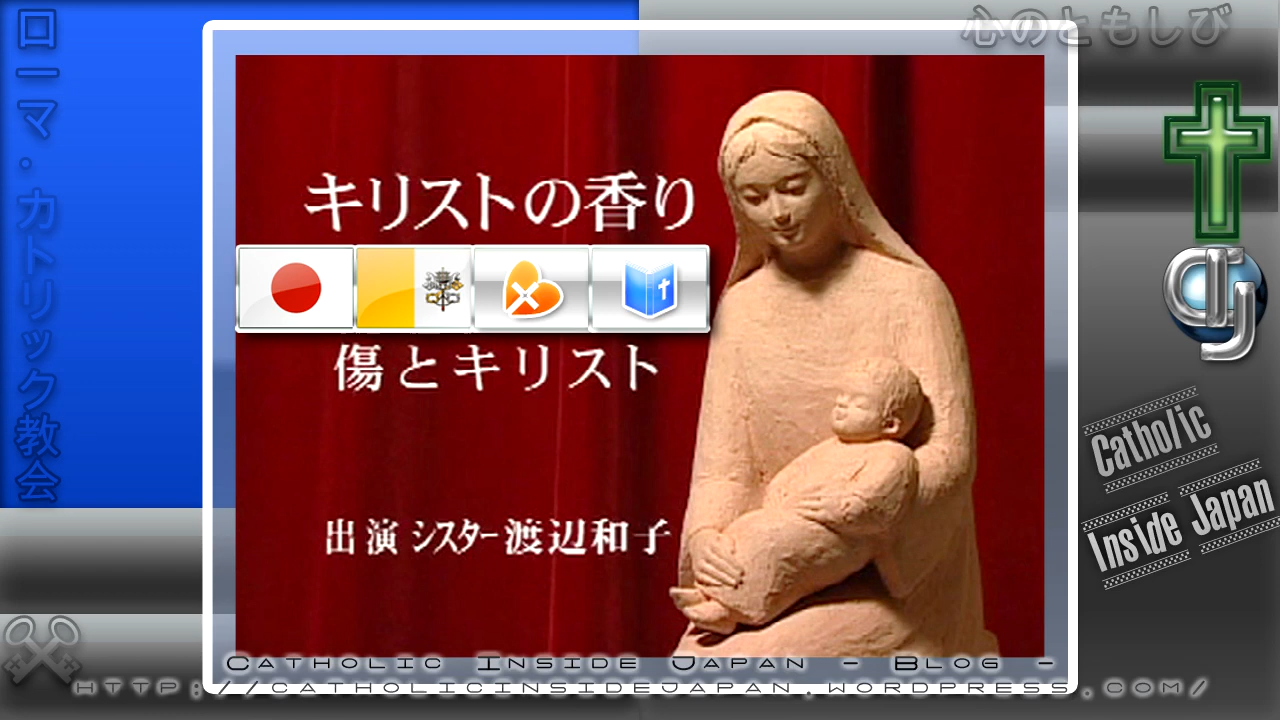 ローマ・カトリック教会
心のともしび
キリストの香り
傷とキリスト
出演 シスター渡辺和子
Catholic
Inside Japan
Catholic Inside Japan - Blog -
http://catholicinsidejapan.wordpress.com/